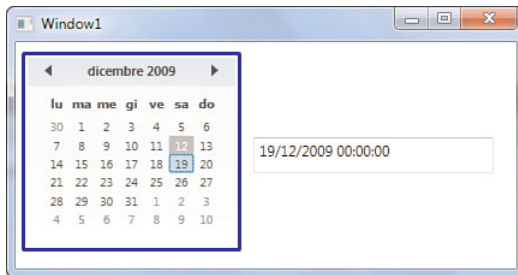 Window1
dicembre 2009
lu ma me gi ve sa do
30 1 2 3 4 5 6
7 8 9 10 11 12 13
14 15 16 17 18 19 20
21 22 23 24 25 26 27
28 29 30 31 1 2 3
4 5 6 7 8 9 10
19/12/2009 00:00:00